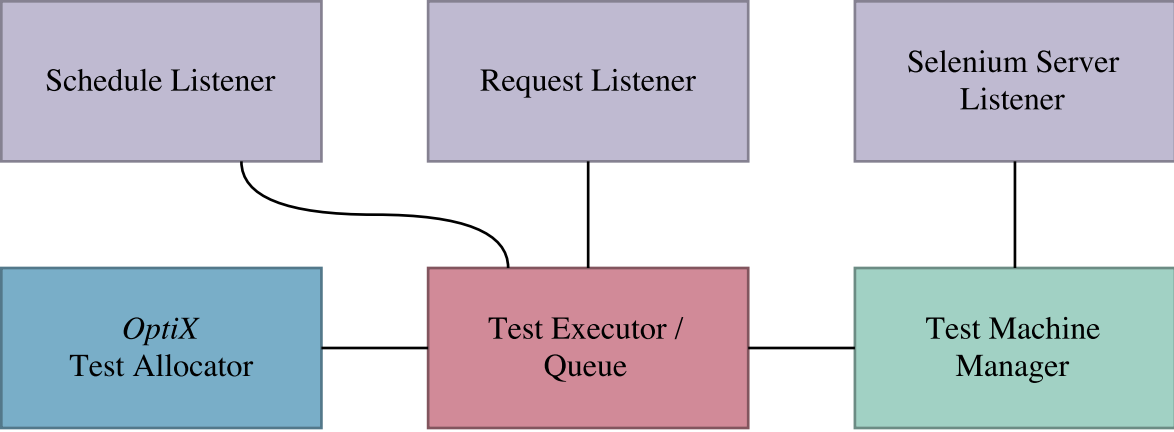 Schedule Listener
Request Listener
Selenium Server
Listener
OptiX
Test Allocator
Test Executor /
Queue
Test Machine
Manager